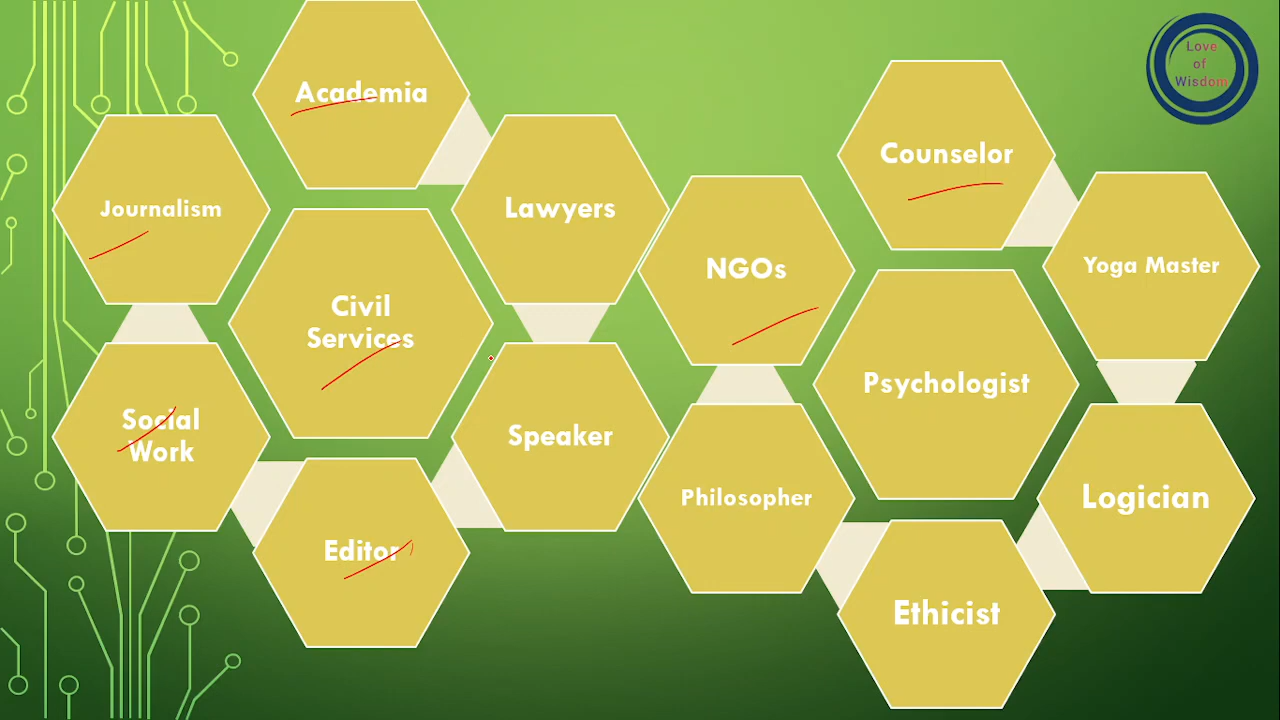 Academia
Journalism
Lawyers
Civil
Services
Social
Work
Speaker
Editor
Counselor
NGOs
Yoga Master
Psychologist
Philosopher
Logician
Ethicist
Love
of
Wisdom